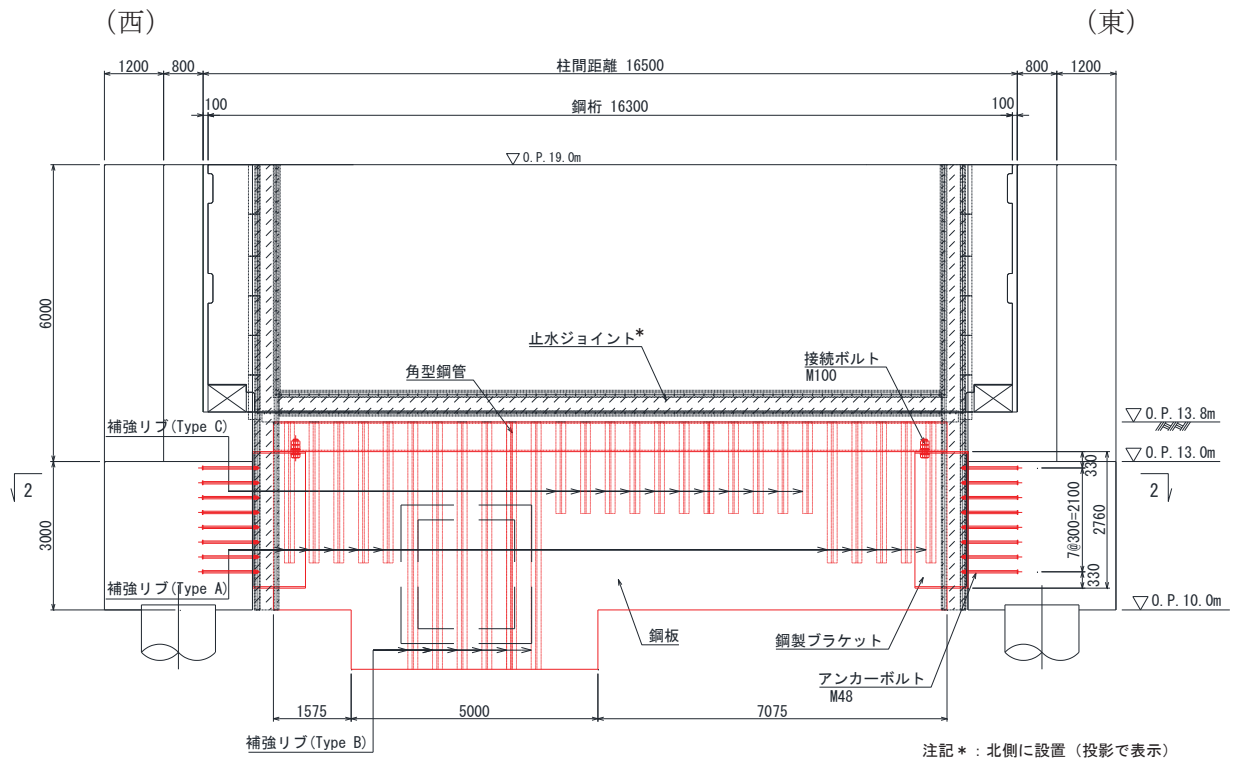 (西)
(東)
1200
800
柱間距離 16500
800
1200
100
鋼桁 16300
100
▽O.P.19.0m
6000
止水ジョイント*
接続ボルト
M100
角型鋼管
▽O.P.13.8m
補強リブ(Type C)
▽O.P.13.0m
2
2
330
7@300=2100
2760
330
3000
補強リブ(Type A)
▽O.P.10.0m
鋼板
鋼製ブラケット
アンカーボルト
M48
1575
5000
7075
補強リブ(Type B)
注記*:北側に設置(投影で表示)